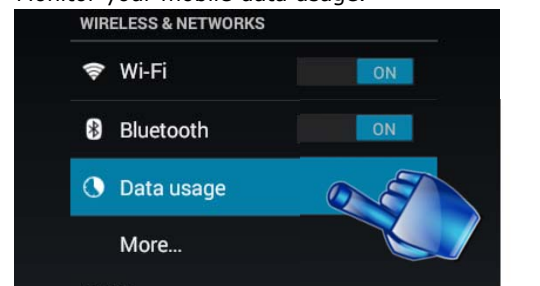 Monitor your mobile data usage.
WIRELESS & NETWORKS
Wi-Fi ON
Bluetooth ON
Data usage
More...